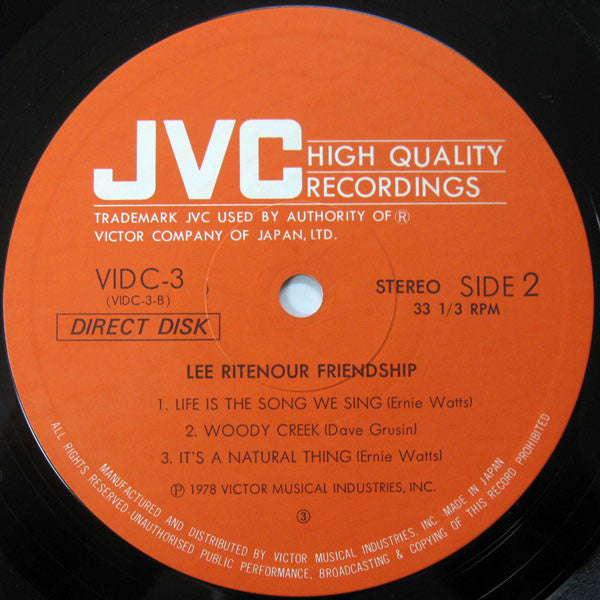 JVC HIGH QUALITY
RECORDINGS
TRADEMARK JVC USED BY AUTHORITY OF Ⓡ
VICTOR COMPANY OF JAPAN, LTD.
VIDC-3
(VIDC-3-B)
DIRECT DISK
STEREO SIDE 2
33 1/3 RPM
LEE RITENOUR FRIENDSHIP
1. LIFE IS THE SONG WE SING (Ernie Watts)
2. WOODY CREEK (Dave Grusin)
3. IT'S A NATURAL THING (Ernie Watts)
Ⓟ 1978 VICTOR MUSICAL INDUSTRIES, INC.
③
MANUFACTURED AND DISTRIBUTED BY VICTOR MUSICAL INDUSTRIES, INC. MADE IN JAPAN
ALL RIGHTS RESERVED UNAUTHORISED PUBLIC PERFORMANCE, BROADCASTING & COPYING OF THIS RECORD PROHIBITED